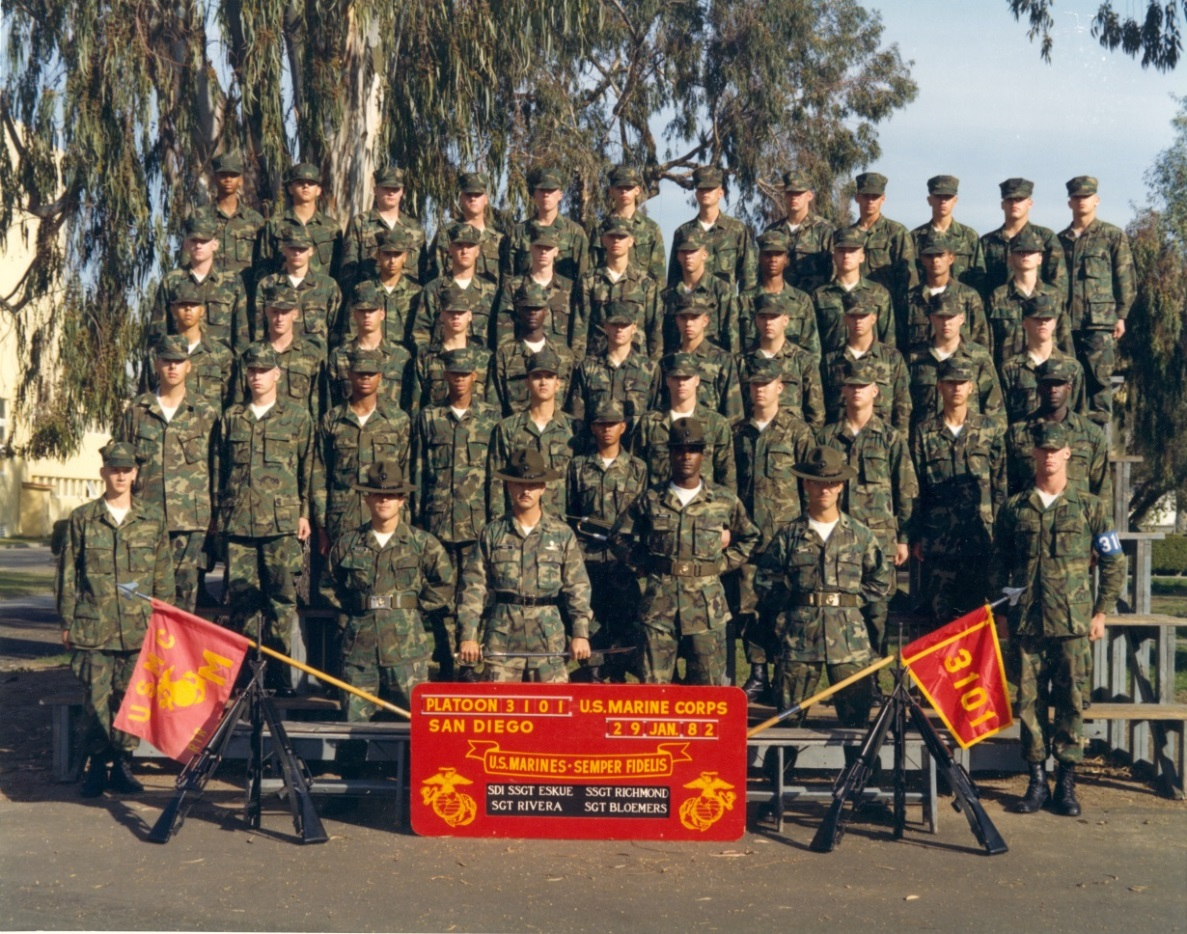 PLATOON 3101 U.S. MARINE CORPS
SAN DIEGO 29 JAN. 82
U.S. MARINES - SEMPER FIDELIS
SDI SSGT ESKUE SSGT RICHMOND
SGT RIVERA SGT BLOEMERS
USMC
M
3101
31